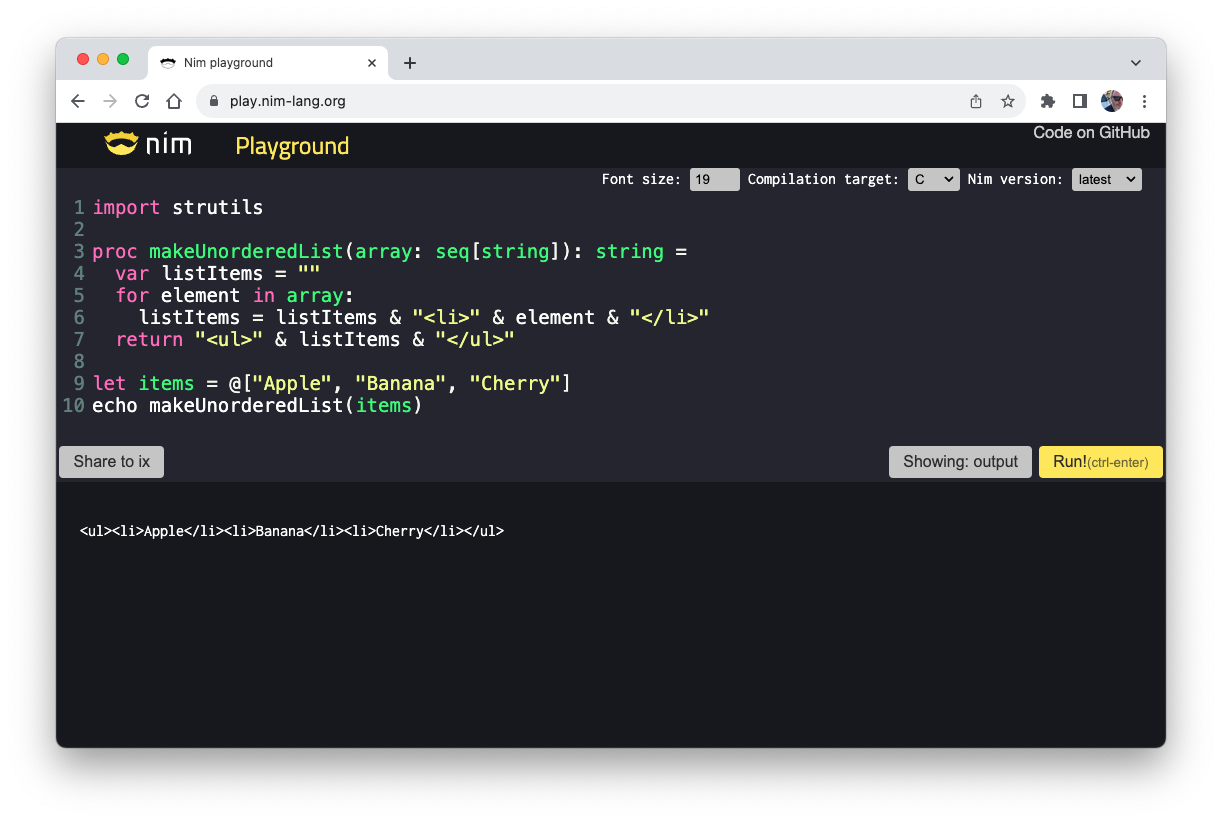 Nim playground
play.nim-lang.org
nim Playground Code on GitHub
Font size: 19 Compilation target: C Nim version: latest
1 import strutils
2
3 proc makeUnorderedList(array: seq[string]): string =
4   var listItems = ""
5   for element in array:
6     listItems = listItems & "<li>" & element & "</li>"
7   return "<ul>" & listItems & "</ul>"
8
9 let items = @["Apple", "Banana", "Cherry"]
10 echo makeUnorderedList(items)
Share to ix Showing: output Run!(ctrl-enter)
<ul><li>Apple</li><li>Banana</li><li>Cherry</li></ul>